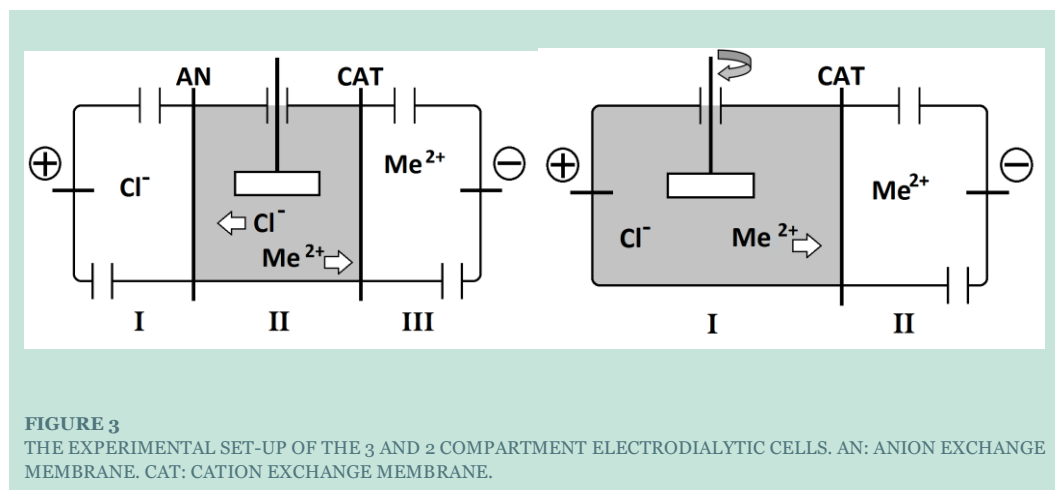 AN CAT CAT
⊕ Cl⁻ Me²⁺ ⊖ ⊕ Me²⁺ ⊖
Cl⁻ Cl⁻ Me²⁺
Me²⁺
I II III I II
FIGURE 3
THE EXPERIMENTAL SET-UP OF THE 3 AND 2 COMPARTMENT ELECTRODIALYTIC CELLS. AN: ANION EXCHANGE
MEMBRANE. CAT: CATION EXCHANGE MEMBRANE.